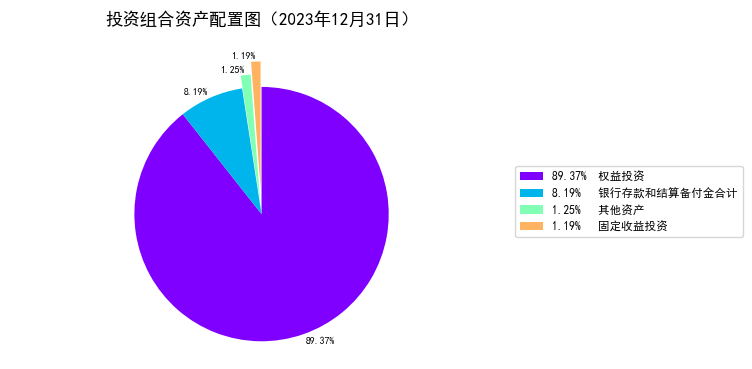 投资组合资产配置图（2023年12月31日）
1.19%
1.25%
8.19%
89.37%
89.37% 权益投资
8.19% 银行存款和结算备付金合计
1.25% 其他资产
1.19% 固定收益投资